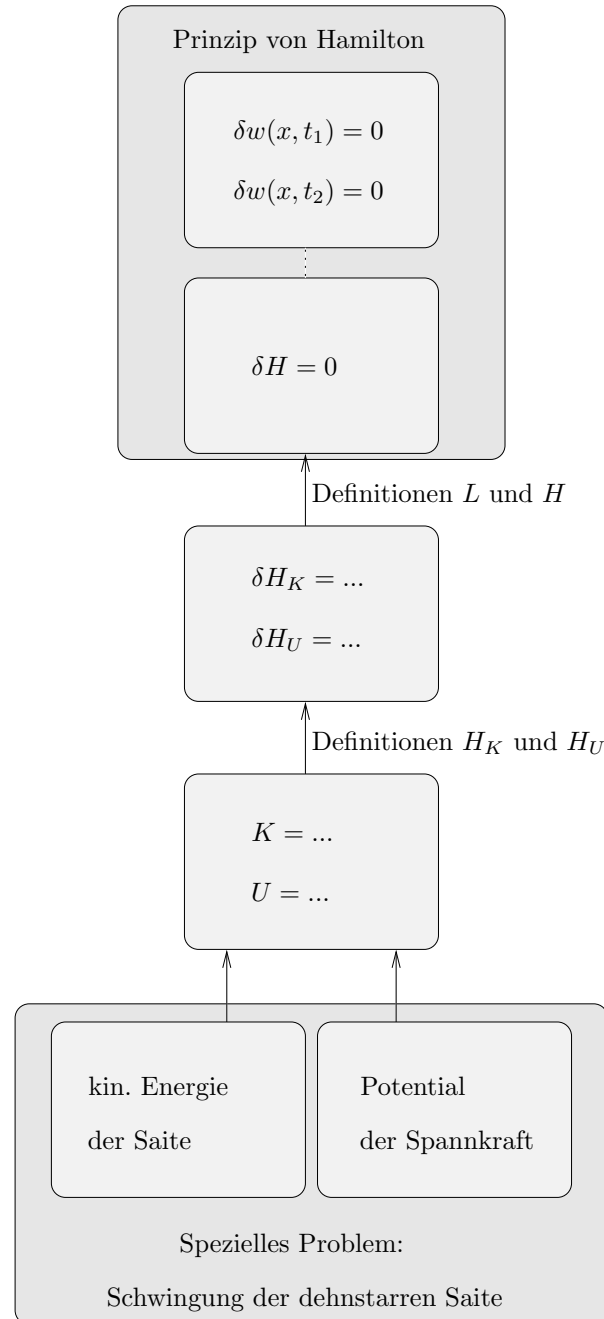 Prinzip von Hamilton
δw(x, t₁) = 0
δw(x, t₂) = 0
δH = 0
Definitionen L und H
δH_K = ...
δH_U = ...
Definitionen H_K und H_U
K = ...
U = ...
kin. Energie
der Saite
Potential
der Spannkraft
Spezielles Problem:
Schwingung der dehnstarren Saite